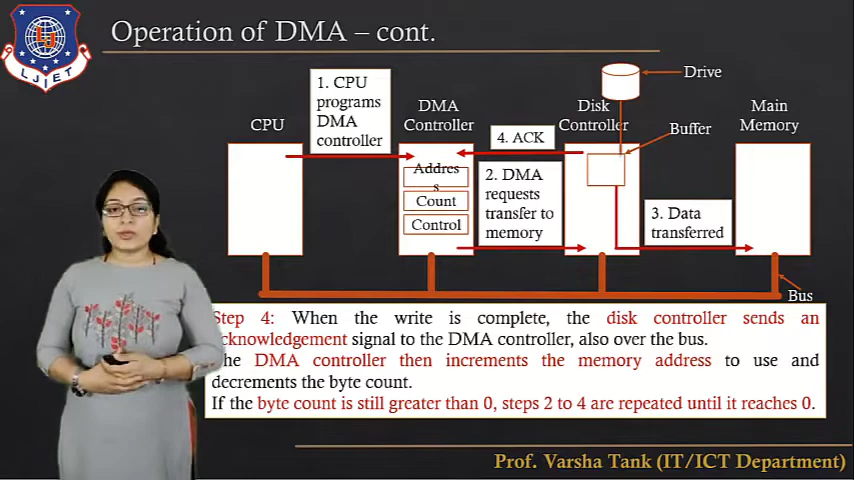 Operation of DMA – cont.
LJ
LJIET
Drive
1. CPU
programs
DMA
controller
CPU
DMA
Controller
4. ACK
Disk
Controller
Buffer
Main
Memory
Addres
s
Count
Control
2. DMA
requests
transfer to
memory
3. Data
transferred
Bus
Step 4: When the write is complete, the disk controller sends an
cknowledgement signal to the DMA controller, also over the bus.
he DMA controller then increments the memory address to use and
decrements the byte count.
If the byte count is still greater than 0, steps 2 to 4 are repeated until it reaches 0.
Prof. Varsha Tank (IT/ICT Department)